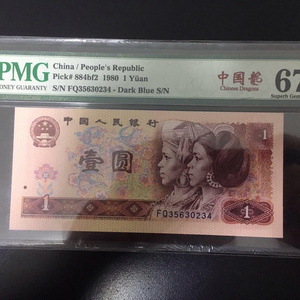 PMG
MONEY GUARANTY
China / People's Republic
Pick# 884bf2 1980 1 Yüan
S/N FQ35630234 - Dark Blue S/N
中国龙
Chinese Dragons
67
Superb Gem
中国人民银行
壹圆
1
1
FQ35630234
1